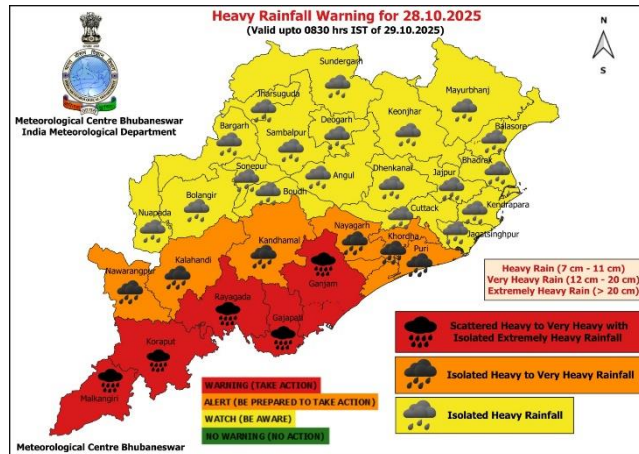 Heavy Rainfall Warning for 28.10.2025
(Valid upto 0830 hrs IST of 29.10.2025)
N
S
Meteorological Centre Bhubaneswar
India Meteorological Department
Sundergarh
Jharsuguda
Mayurbhanj
Deogarh
Keonjhar
Bargarh
Sambalpur
Balasore
Bhadrak
Sonepur
Angul
Dhenkanal
Jajpur
Bolangir
Boudh
Kendrapara
Nuapada
Cuttack
Jagatsinghpur
Nayagarh
Khordha
Kandhamal
Puri
Kalahandi
Nawarangpur
Ganjam
Rayagada
Gajapati
Koraput
Malkangiri
Heavy Rain (7 cm - 11 cm)
Very Heavy Rain (12 cm - 20 cm)
Extremely Heavy Rain (> 20 cm)
Scattered Heavy to Very Heavy with
Isolated Extremely Heavy Rainfall
Isolated Heavy to Very Heavy Rainfall
Isolated Heavy Rainfall
WARNING (TAKE ACTION)
ALERT (BE PREPARED TO TAKE ACTION)
WATCH (BE AWARE)
NO WARNING (NO ACTION)
Meteorological Centre Bhubaneswar